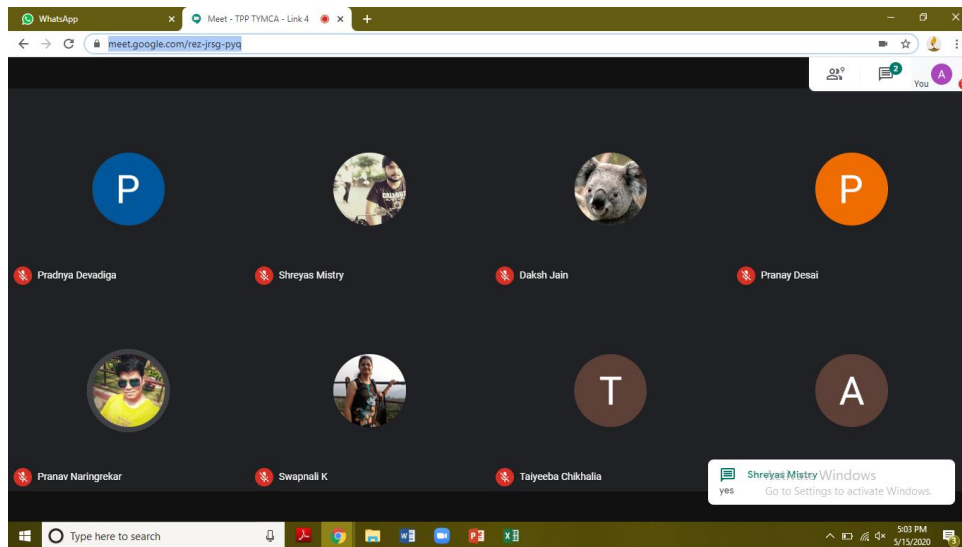 WhatsApp
Meet - TPP TYMCA - Link 4
meet.google.com/rez-jrsg-pyq
9
2
You
A
P
P
Pradnya Devadiga
Shreyas Mistry
Daksh Jain
Pranay Desai
T
A
Pranav Naringrekar
Swapnali K
Taiyeeba Chikhalia
Shreyas Mistry
yes
Activate Windows
Go to Settings to activate Windows.
Type here to search
5:03 PM
5/15/2020
3